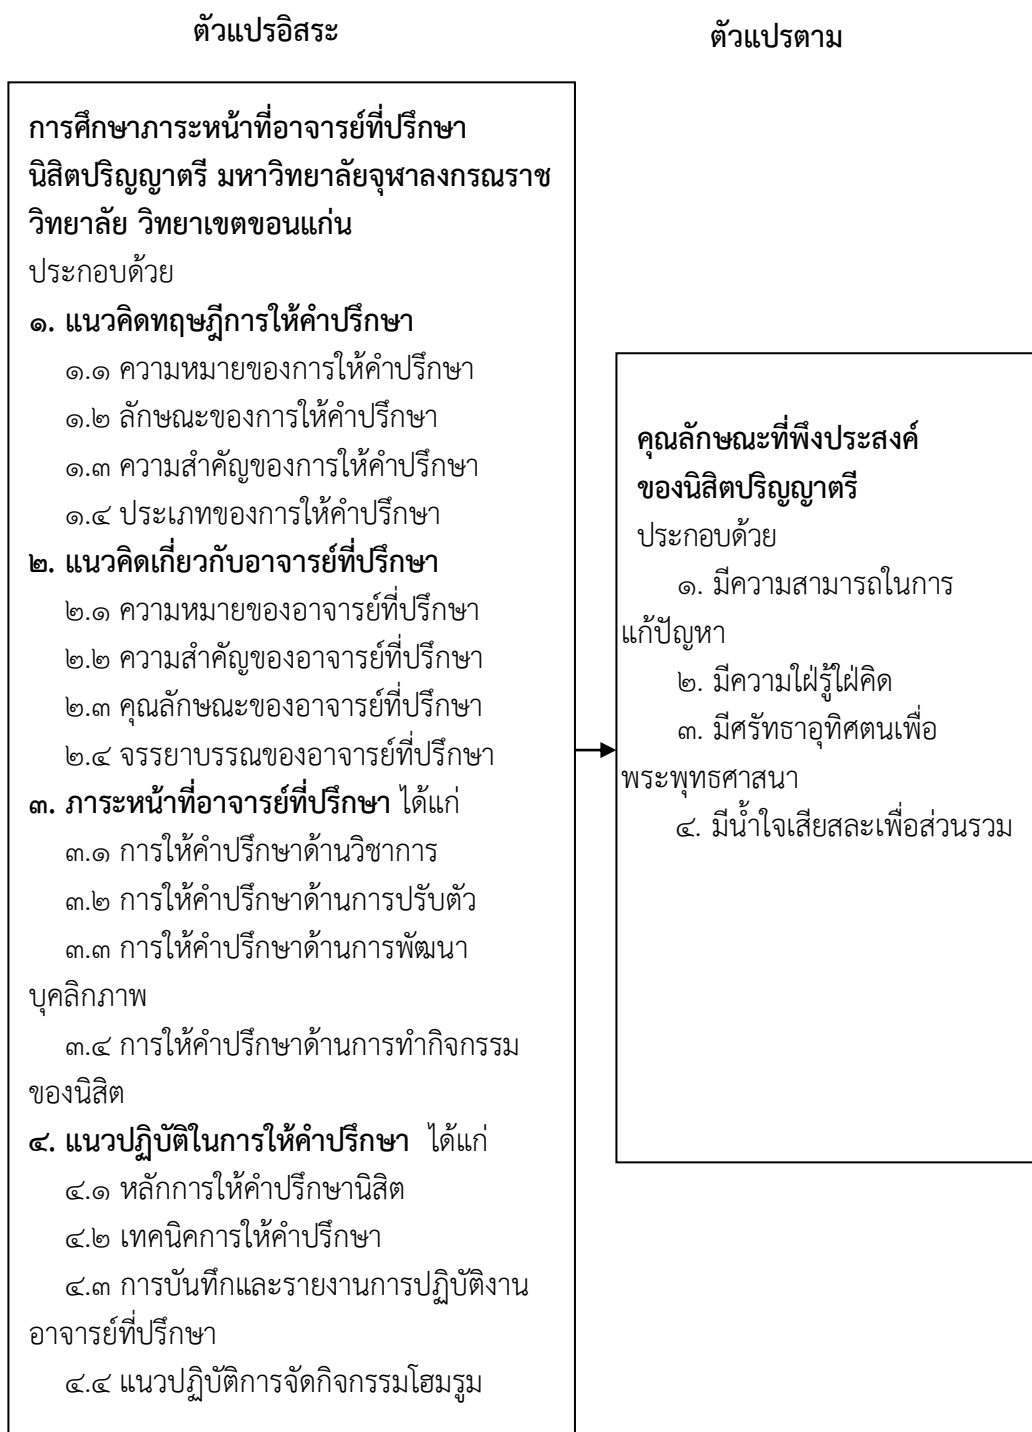 ตัวแปรอิสระ
ตัวแปรตาม
การศึกษาภาระหน้าที่อาจารย์ที่ปรึกษา
นิสิตปริญญาตรี มหาวิทยาลัยจุฬาลงกรณราช
วิทยาลัย วิทยาเขตขอนแก่น
ประกอบด้วย
๑. แนวคิดทฤษฎีการให้คำปรึกษา
๑.๑ ความหมายของการให้คำปรึกษา
๑.๒ ลักษณะของการให้คำปรึกษา
๑.๓ ความสำคัญของการให้คำปรึกษา
๑.๔ ประเภทของการให้คำปรึกษา
๒. แนวคิดเกี่ยวกับอาจารย์ที่ปรึกษา
๒.๑ ความหมายของอาจารย์ที่ปรึกษา
๒.๒ ความสำคัญของอาจารย์ที่ปรึกษา
๒.๓ คุณลักษณะของอาจารย์ที่ปรึกษา
๒.๔ จรรยาบรรณของอาจารย์ที่ปรึกษา
๓. ภาระหน้าที่อาจารย์ที่ปรึกษา ได้แก่
๓.๑ การให้คำปรึกษาด้านวิชาการ
๓.๒ การให้คำปรึกษาด้านการปรับตัว
๓.๓ การให้คำปรึกษาด้านการพัฒนา
บุคลิกภาพ
๓.๔ การให้คำปรึกษาด้านการทำกิจกรรม
ของนิสิต
๔. แนวปฏิบัติในการให้คำปรึกษา ได้แก่
๔.๑ หลักการให้คำปรึกษานิสิต
๔.๒ เทคนิคการให้คำปรึกษา
๔.๓ การบันทึกและรายงานการปฏิบัติงาน
อาจารย์ที่ปรึกษา
๔.๔ แนวปฏิบัติการจัดกิจกรรมโฮมรูม
คุณลักษณะที่พึงประสงค์
ของนิสิตปริญญาตรี
ประกอบด้วย
๑. มีความสามารถในการ
แก้ปัญหา
๒. มีความใฝ่รู้ใฝ่คิด
๓. มีศรัทธาอุทิศตนเพื่อ
พระพุทธศาสนา
๔. มีน้ำใจเสียสละเพื่อส่วนรวม